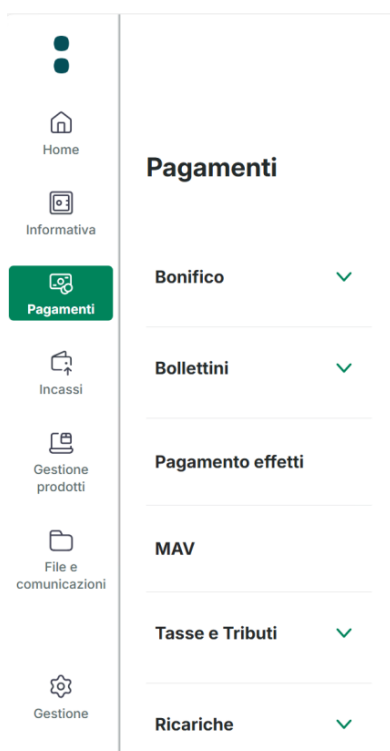 Home
Informativa
Pagamenti
Incassi
Gestione
prodotti
File e
comunicazioni
Gestione
Pagamenti
Bonifico
Bollettini
Pagamento effetti
MAV
Tasse e Tributi
Ricariche